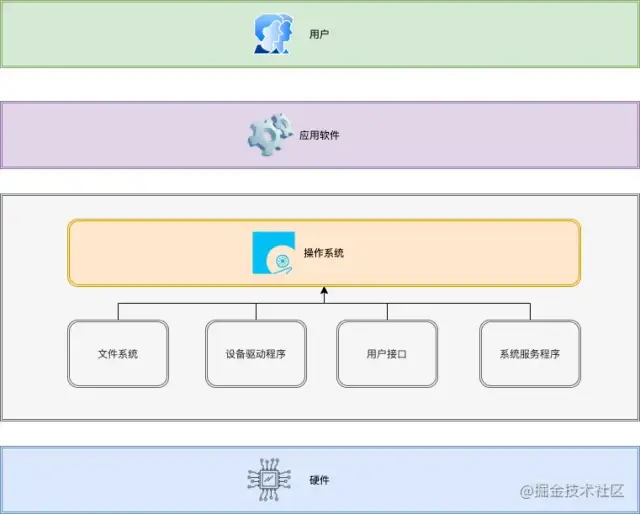 用户
应用软件
操作系统
文件系统
设备驱动程序
用户接口
系统服务程序
硬件
@掘金技术社区